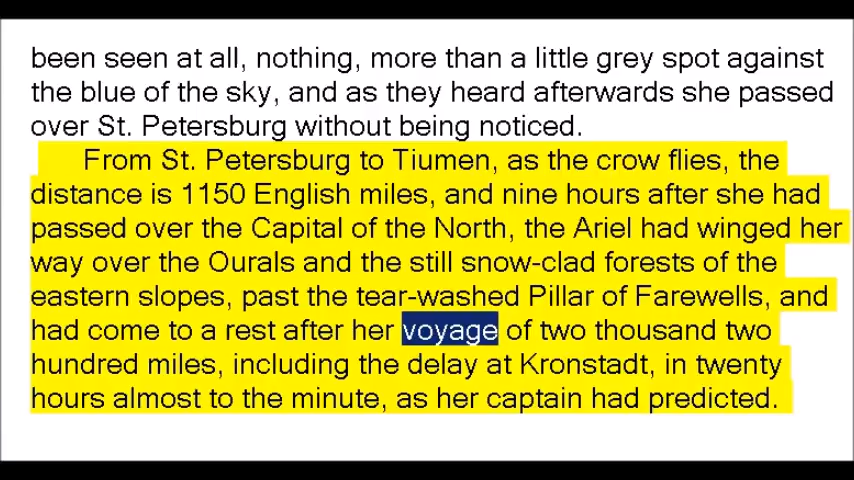 been seen at all, nothing, more than a little grey spot against
the blue of the sky, and as they heard afterwards she passed
over St. Petersburg without being noticed.
From St. Petersburg to Tiumen, as the crow flies, the
distance is 1150 English miles, and nine hours after she had
passed over the Capital of the North, the Ariel had winged her
way over the Ourals and the still snow-clad forests of the
eastern slopes, past the tear-washed Pillar of Farewells, and
had come to a rest after her voyage of two thousand two
hundred miles, including the delay at Kronstadt, in twenty
hours almost to the minute, as her captain had predicted.